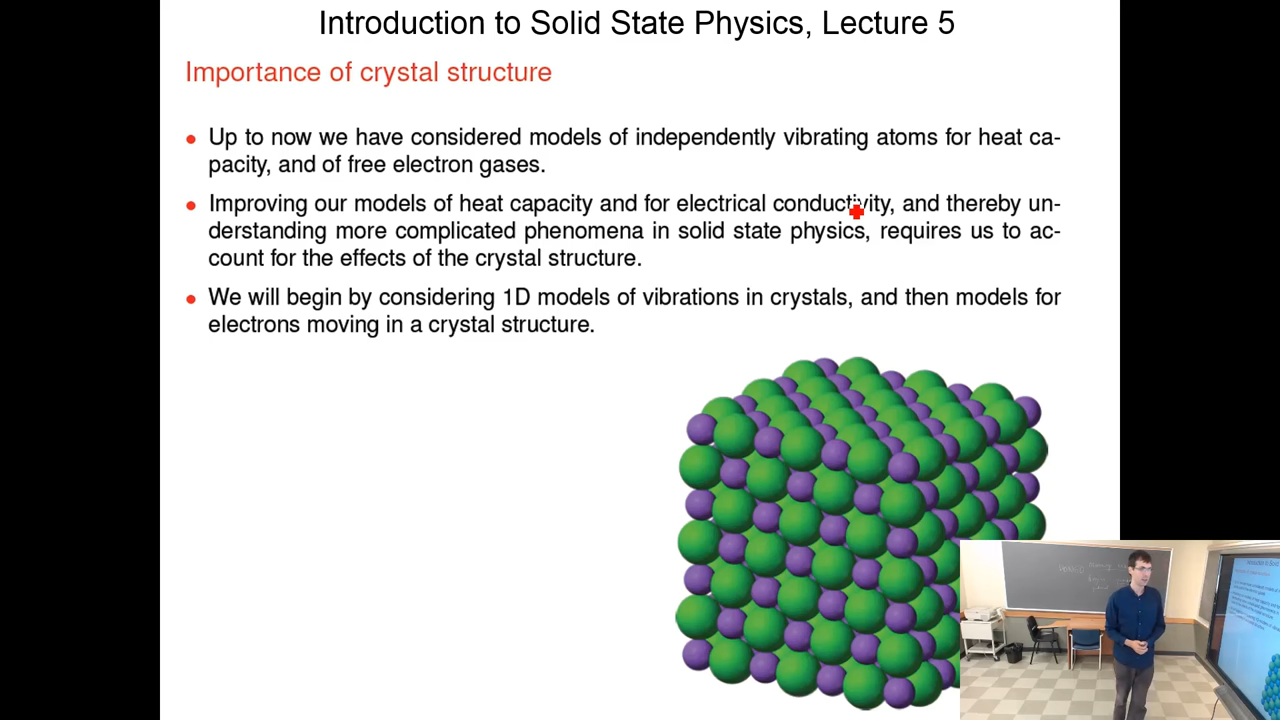 Introduction to Solid State Physics, Lecture 5
Importance of crystal structure
• Up to now we have considered models of independently vibrating atoms for heat ca-
pacity, and of free electron gases.
• Improving our models of heat capacity and for electrical conductivity, and thereby un-
derstanding more complicated phenomena in solid state physics, requires us to ac-
count for the effects of the crystal structure.
• We will begin by considering 1D models of vibrations in crystals, and then models for
electrons moving in a crystal structure.